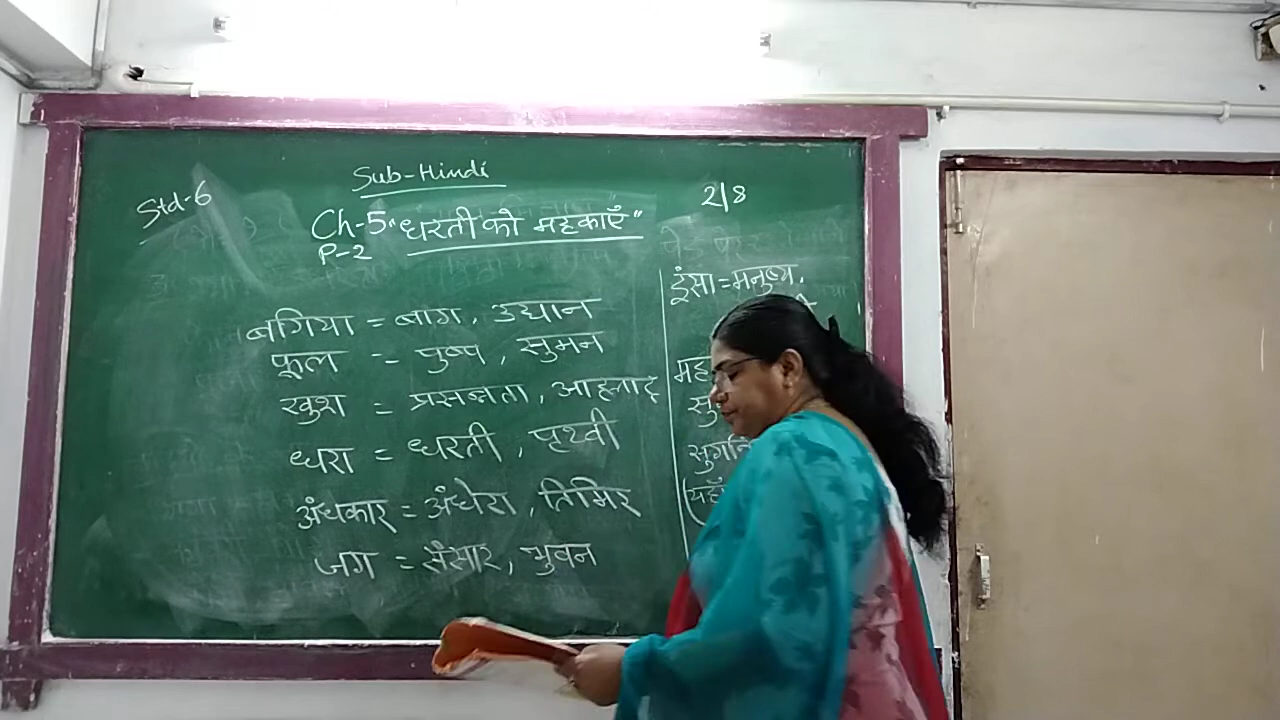 Sub-Hindi
Std-6
2/8
Ch-5 "धरती को महकाएँ"
P-2
बगिया = बाग, उद्यान
फूल = पुष्प, सुमन
खुश = प्रसन्नता, आह्लाद
धरा = धरती, पृथ्वी
अंधकार = अंधेरा, तिमिर
जग = संसार, भुवन
इंसा = मनुष्य,